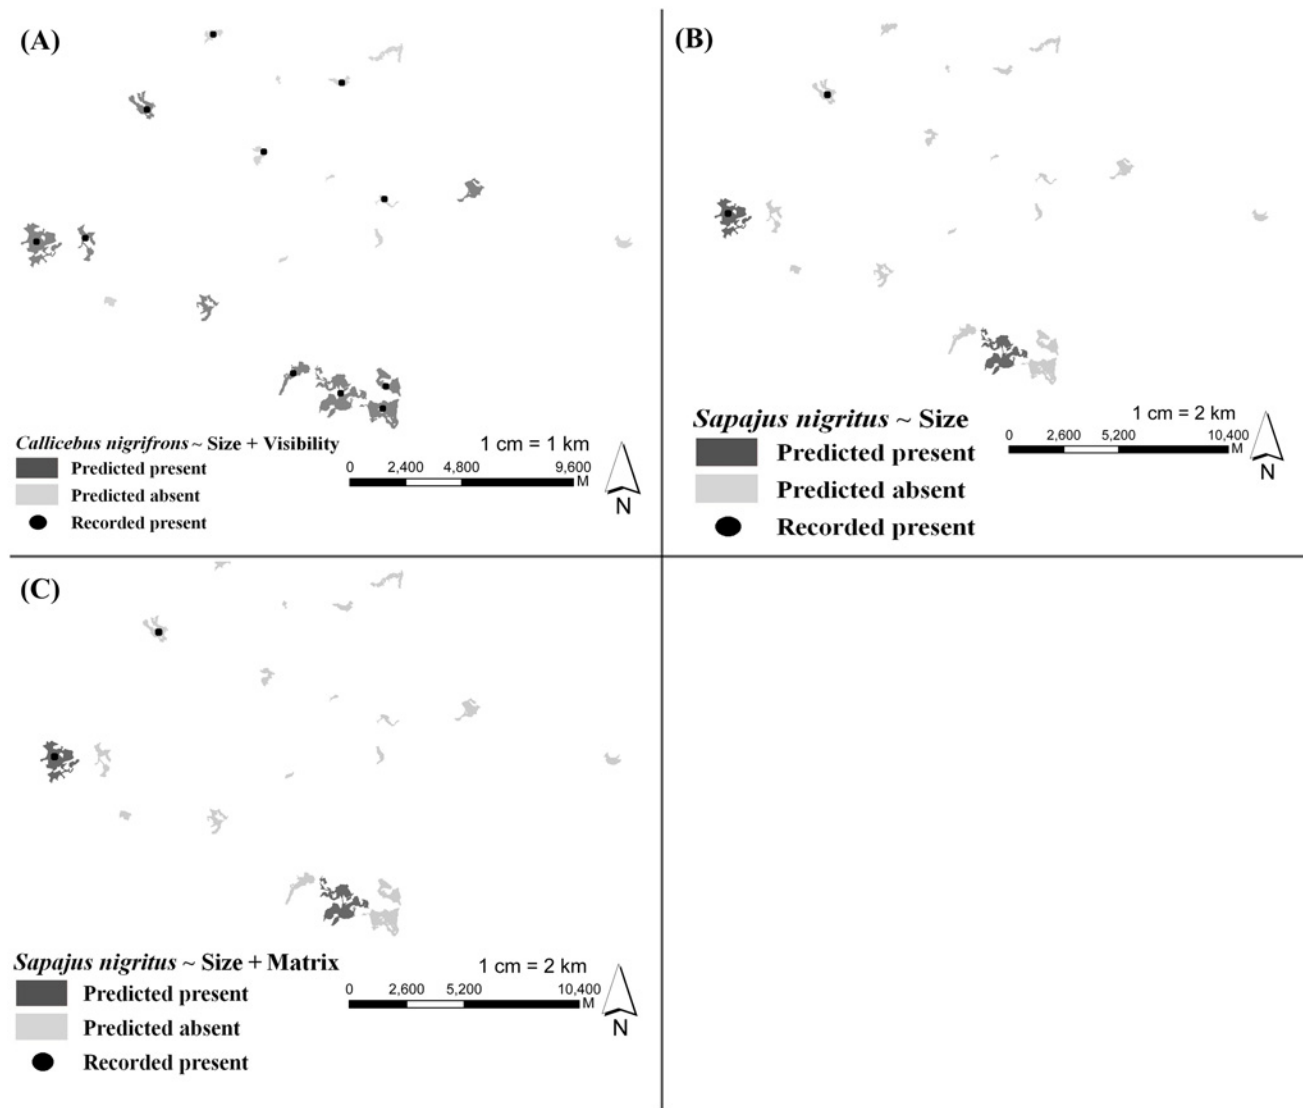 (A)
Callicebus nigrifrons ~ Size + Visibility
Predicted present
Predicted absent
Recorded present
1 cm = 1 km
0 2,400 4,800 9,600
M
N
(B)
Sapajus nigritus ~ Size
Predicted present
Predicted absent
Recorded present
1 cm = 2 km
0 2,600 5,200 10,400
M
N
(C)
Sapajus nigritus ~ Size + Matrix
Predicted present
Predicted absent
Recorded present
1 cm = 2 km
0 2,600 5,200 10,400
M
N